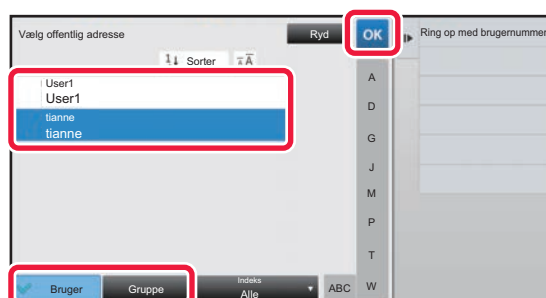 Vælg offentlig adresse
Ryd
OK
Ring op med brugernummer
Sorter
User1
User1
tianne
tianne
A
D
G
J
M
P
T
W
Bruger
Gruppe
Indeks
Alle
ABC